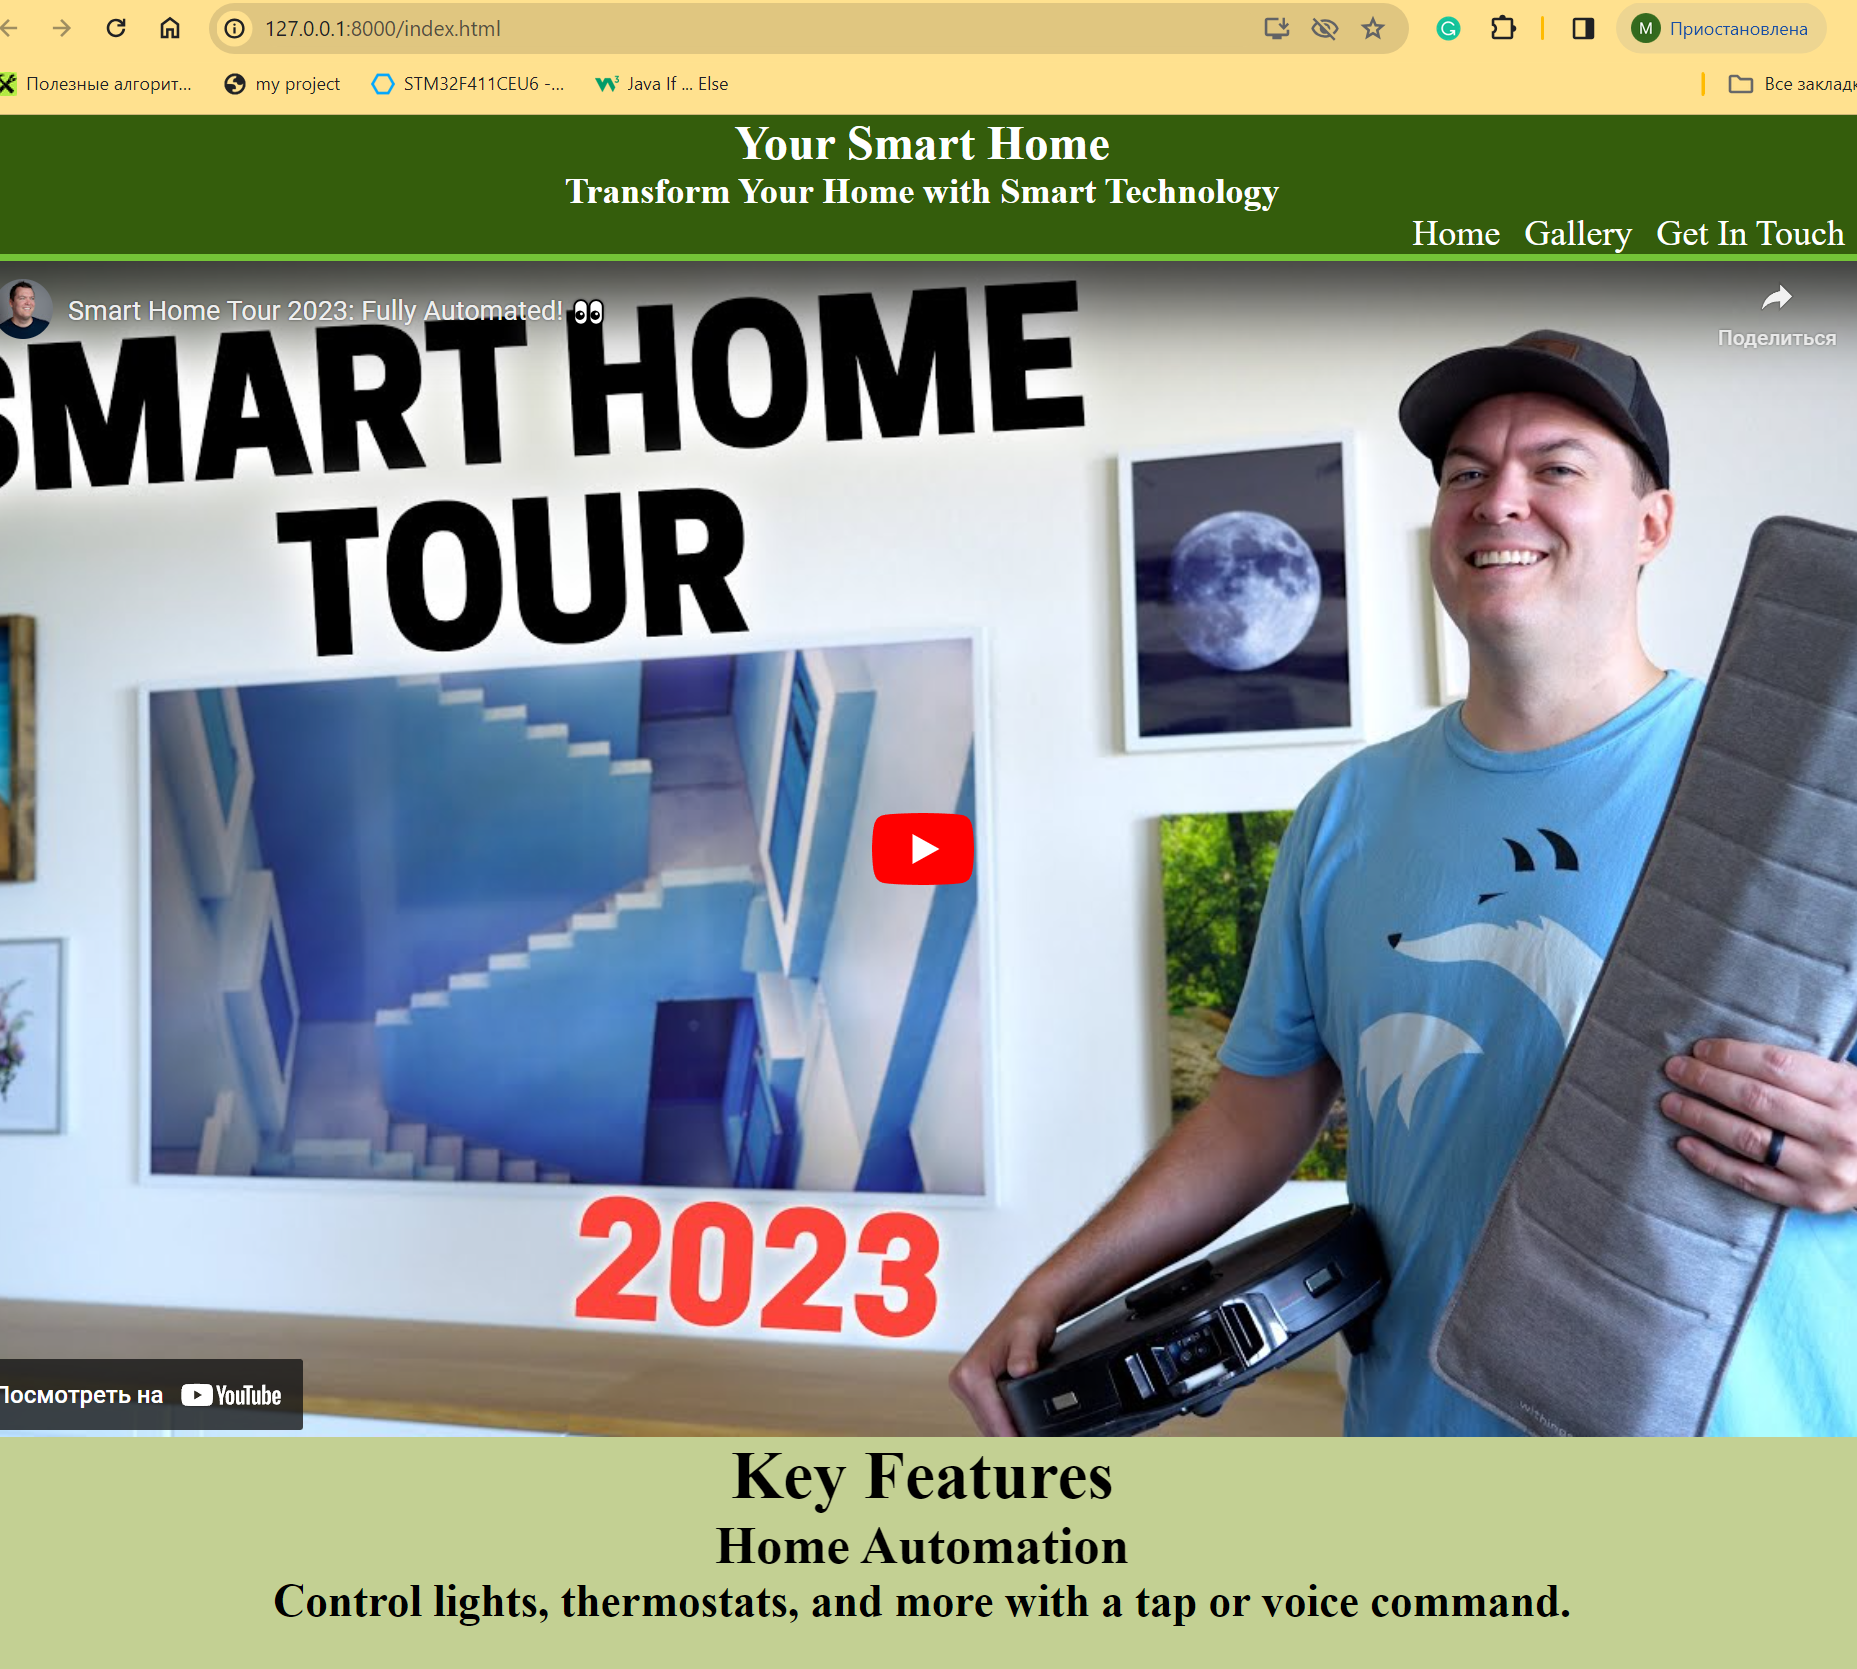 127.0.0.1:8000/index.html
M Приостановлена
Полезные алгорит...
my project
STM32F411CEU6 -...
Java If ... Else
Все заклад
Your Smart Home
Transform Your Home with Smart Technology
Home Gallery Get In Touch
Smart Home Tour 2023: Fully Automated! 👀
Поделиться
SMART HOME
TOUR
2023
withings
Посмотреть на YouTube
Key Features
Home Automation
Control lights, thermostats, and more with a tap or voice command.